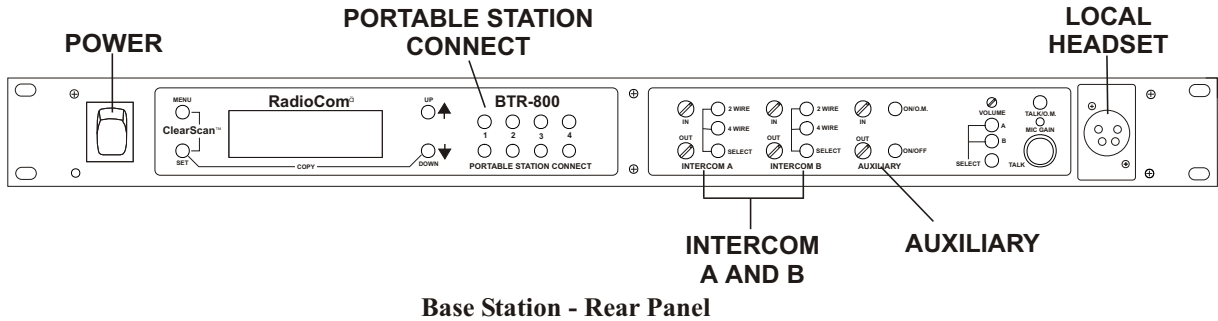 PORTABLE STATION
CONNECT
POWER
LOCAL
HEADSET
MENU
ClearScan™
SET
RadioCom
COPY
UP
DOWN
BTR-800
1 2 3 4
PORTABLE STATION CONNECT
IN
OUT
2 WIRE
4 WIRE
SELECT
INTERCOM A
IN
OUT
2 WIRE
4 WIRE
SELECT
INTERCOM B
IN
OUT
ON/O.M.
ON/OFF
AUXILIARY
VOLUME
A
B
SELECT
TALK/O.M.
MIC GAIN
TALK
INTERCOM
A AND B
AUXILIARY
Base Station - Rear Panel